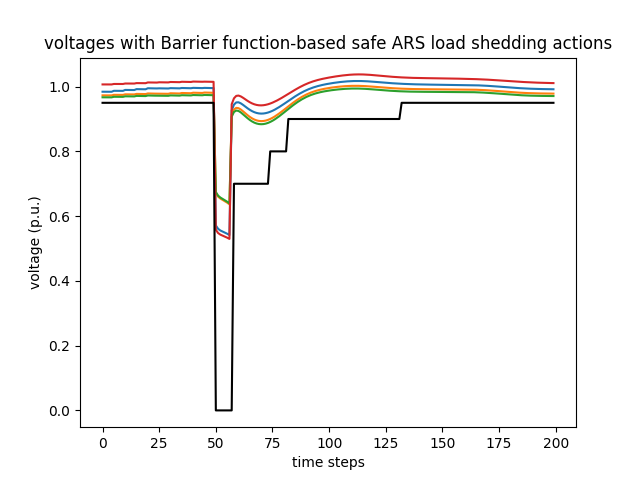 voltages with Barrier function-based safe ARS load shedding actions
1.0
0.8
0.6
0.4
0.2
0.0
voltage (p.u.)
0 25 50 75 100 125 150 175 200
time steps